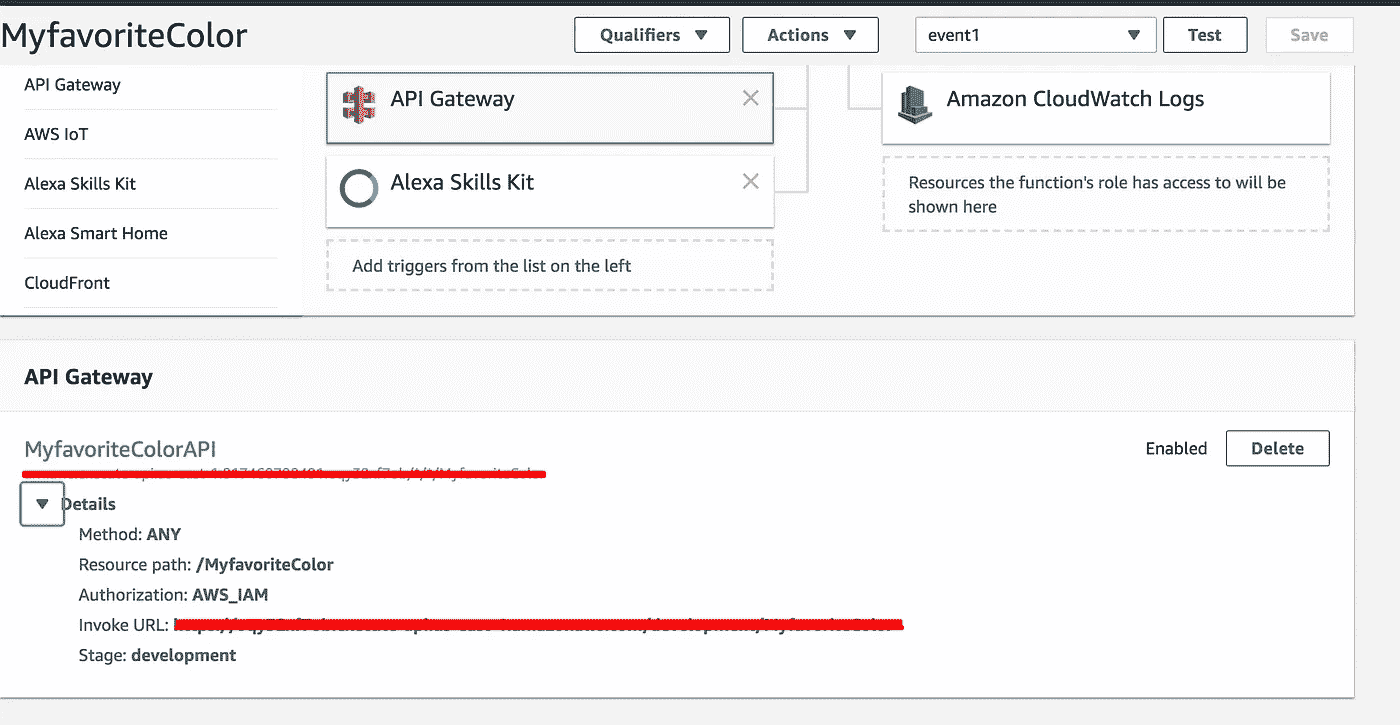 MyfavoriteColor
Qualifiers
Actions
event1
Test
Save
API Gateway
AWS IoT
Alexa Skills Kit
Alexa Smart Home
CloudFront
API Gateway
Alexa Skills Kit
Add triggers from the list on the left
Amazon CloudWatch Logs
Resources the function's role has access to will be
shown here
API Gateway
MyfavoriteColorAPI
Enabled
Delete
Details
Method: ANY
Resource path: /MyfavoriteColor
Authorization: AWS_IAM
Invoke URL:
Stage: development